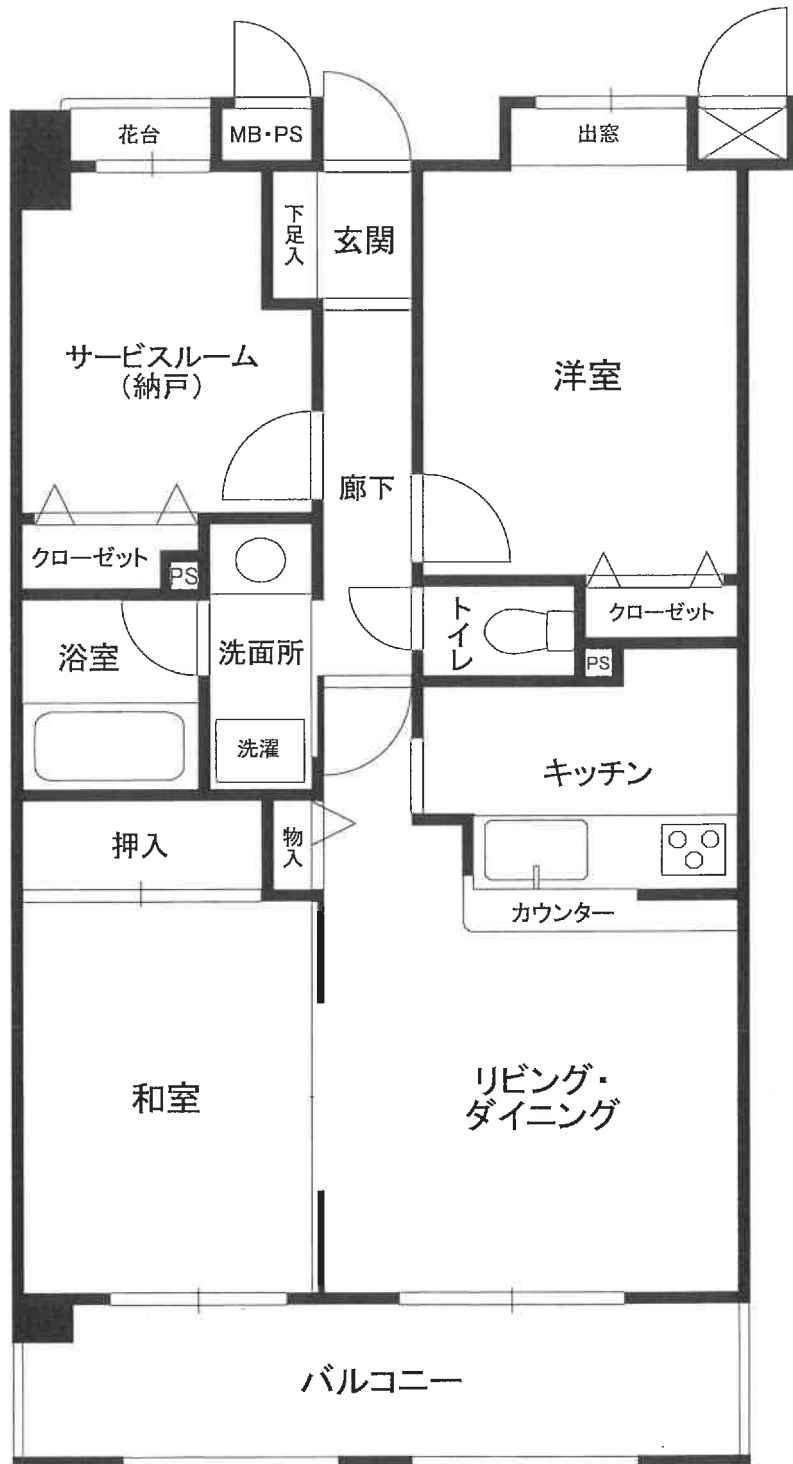 花台
MB・PS
出窓
下足入
玄関
サービスルーム
(納戸)
洋室
廊下
クローゼット
PS
トイレ
クローゼット
浴室
洗面所
PS
洗濯
キッチン
押入
物入
カウンター
和室
リビング・
ダイニング
バルコニー